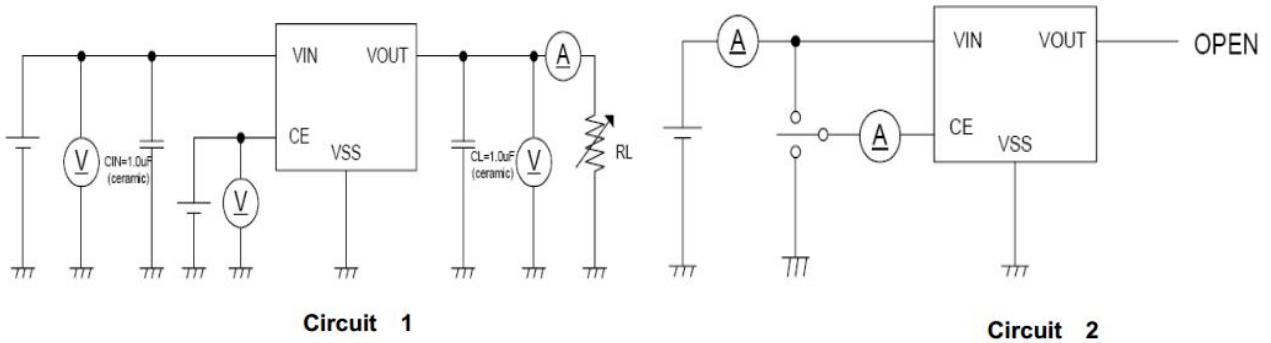 VIN VOUT
A
V
CIN=1.0uF
(ceramic)
CE
VSS
V
CL=1.0uF
(ceramic)
V
RL
Circuit 1
A
VIN VOUT
OPEN
A
CE
VSS
Circuit 2